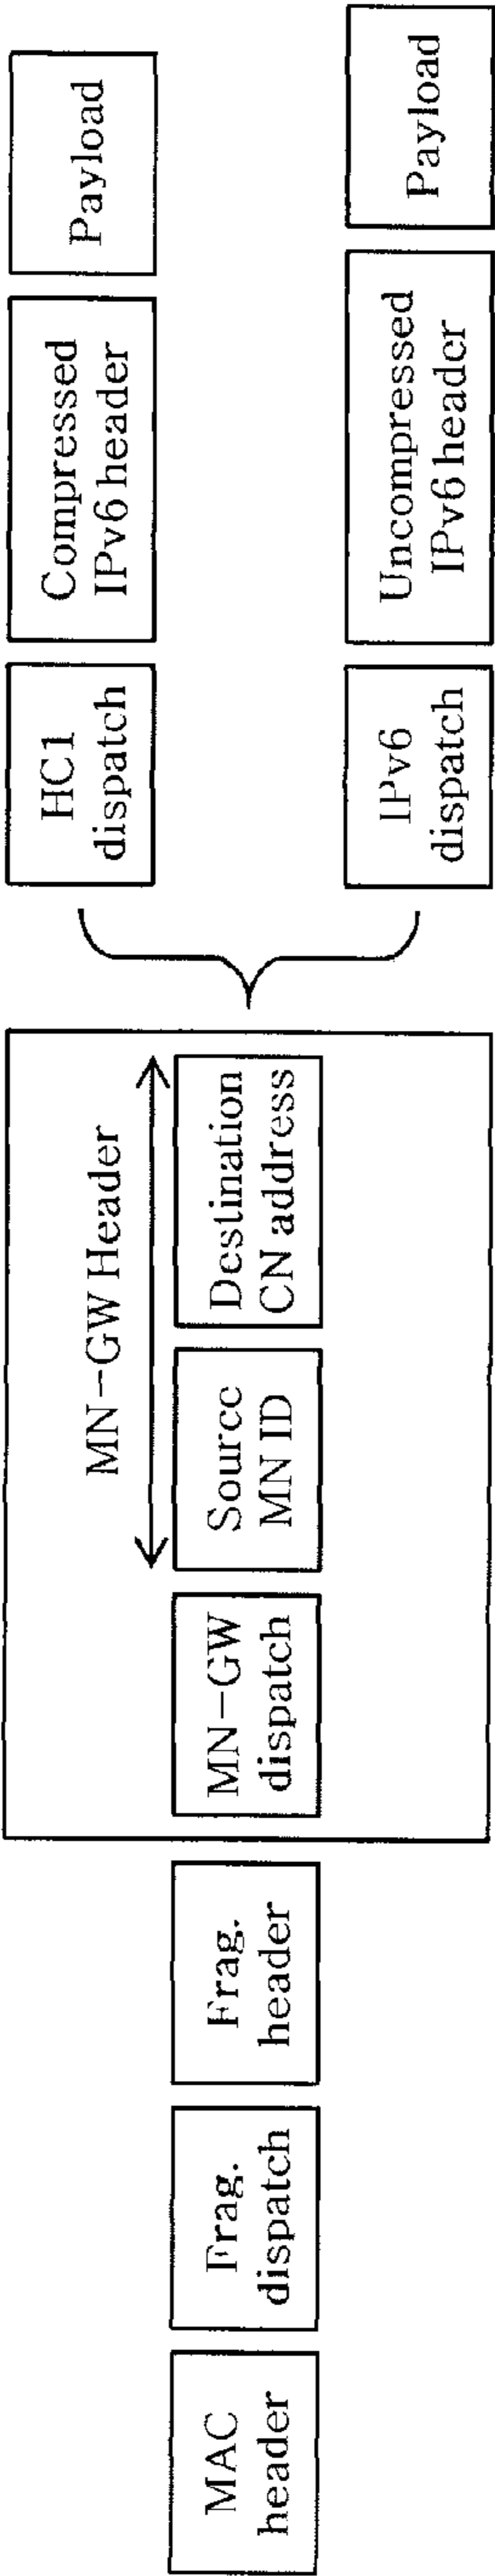 MAC
header
Frag.
dispatch
Frag.
header
MN-GW Header
MN-GW
dispatch
Source
MN ID
Destination
CN address
HC1
dispatch
Compressed
IPv6 header
Payload
IPv6
dispatch
Uncompressed
IPv6 header
Payload